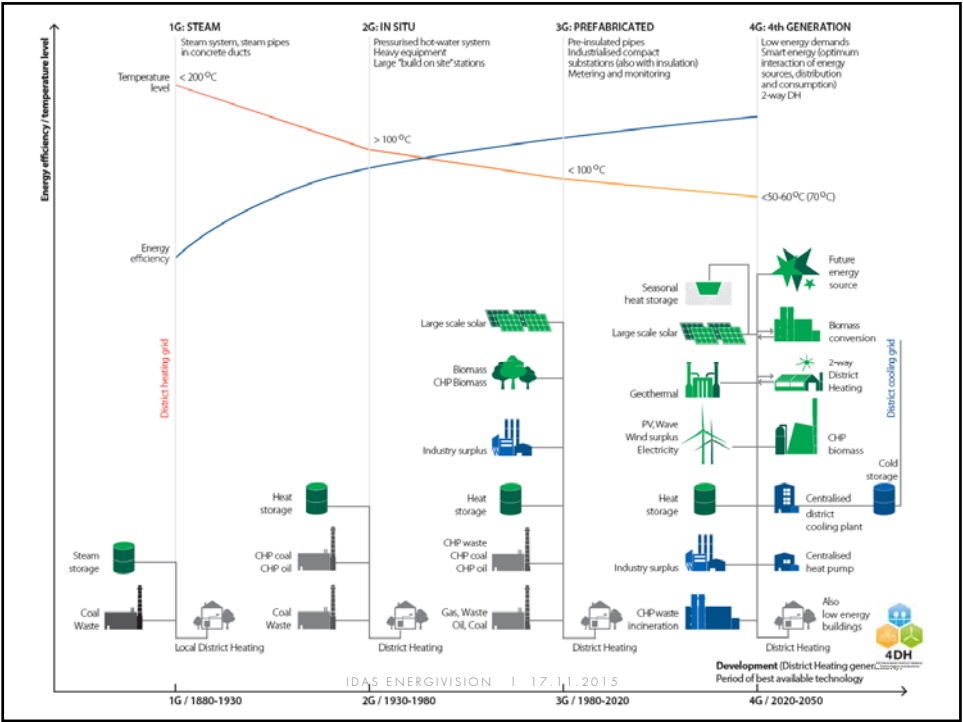 1G: STEAM
Steam system, steam pipes
in concrete ducts
2G: IN SITU
Pressurised hot-water system
Heavy equipment
Large "build on site" stations
3G: PREFABRICATED
Pre-insulated pipes
Industrialised compact
substations (also with insulation)
Metering and monitoring
4G: 4th GENERATION
Low energy demands
Smart energy (optimum
interaction of energy
sources, distribution
and consumption)
2-way DH
Energy efficiency / temperature level
Temperature
level
< 200 °C
> 100 °C
< 100 °C
<50-60 °C (70 °C)
Energy
efficiency
District heating grid
Steam
storage
Coal
Waste
Local District Heating
Heat
storage
CHP coal
CHP oil
Coal
Waste
District Heating
Large scale solar
Biomass
CHP Biomass
Industry surplus
Heat
storage
CHP waste
CHP coal
CHP oil
Gas, Waste
Oil, Coal
District Heating
Seasonal
heat storage
Large scale solar
Geothermal
PV, Wave
Wind surplus
Electricity
Heat
storage
Industry surplus
CHP waste
incineration
Future
energy
source
Biomass
conversion
2-way
District
Heating
CHP
biomass
Centralised
district
cooling plant
Centralised
heat pump
Also
low energy
buildings
District Heating
District cooling grid
Cold
storage
4DH
Development (District Heating gener
Period of best available technology
IDAS ENERGIVISION | 17.11.2015
1G / 1880-1930
2G / 1930-1980
3G / 1980-2020
4G / 2020-2050